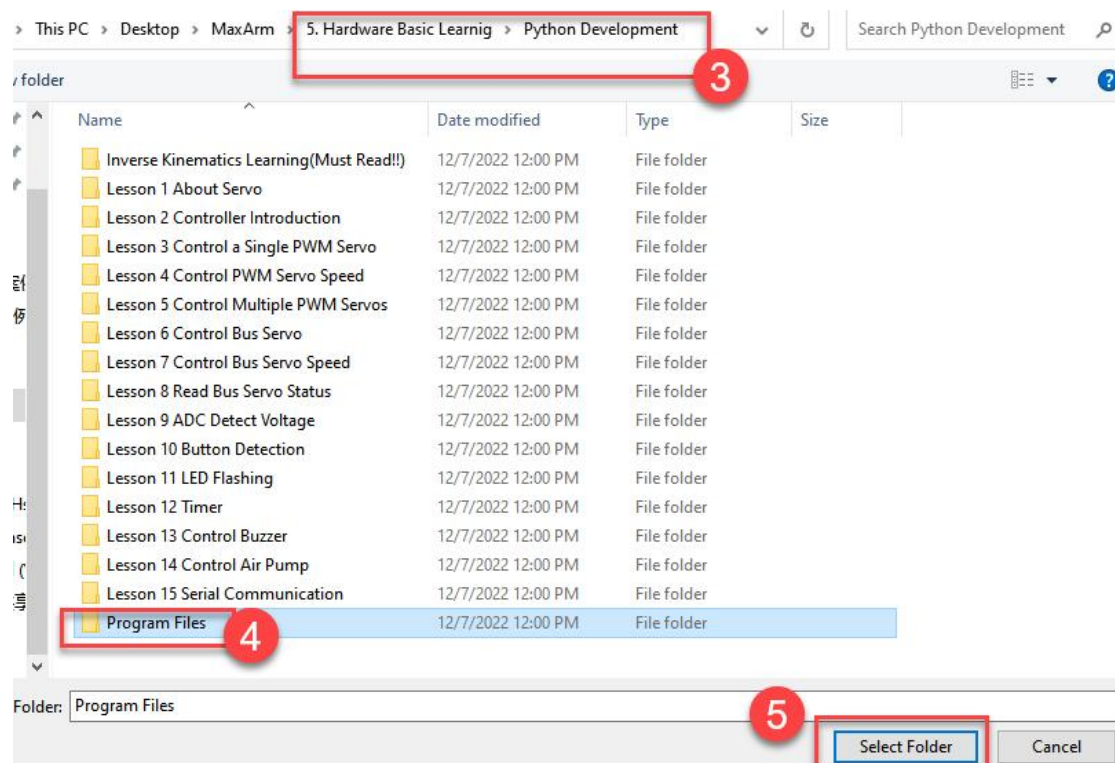 › This PC › Desktop › MaxArm › 5. Hardware Basic Learnig › Python Development Search Python Development
3
folder
Name Date modified Type Size
Inverse Kinematics Learning(Must Read!!) 12/7/2022 12:00 PM File folder
Lesson 1 About Servo 12/7/2022 12:00 PM File folder
Lesson 2 Controller Introduction 12/7/2022 12:00 PM File folder
Lesson 3 Control a Single PWM Servo 12/7/2022 12:00 PM File folder
Lesson 4 Control PWM Servo Speed 12/7/2022 12:00 PM File folder
Lesson 5 Control Multiple PWM Servos 12/7/2022 12:00 PM File folder
Lesson 6 Control Bus Servo 12/7/2022 12:00 PM File folder
Lesson 7 Control Bus Servo Speed 12/7/2022 12:00 PM File folder
Lesson 8 Read Bus Servo Status 12/7/2022 12:00 PM File folder
Lesson 9 ADC Detect Voltage 12/7/2022 12:00 PM File folder
Lesson 10 Button Detection 12/7/2022 12:00 PM File folder
Lesson 11 LED Flashing 12/7/2022 12:00 PM File folder
Lesson 12 Timer 12/7/2022 12:00 PM File folder
Lesson 13 Control Buzzer 12/7/2022 12:00 PM File folder
Lesson 14 Control Air Pump 12/7/2022 12:00 PM File folder
Lesson 15 Serial Communication 12/7/2022 12:00 PM File folder
Program Files 12/7/2022 12:00 PM File folder
4
Folder: Program Files
5
Select Folder Cancel